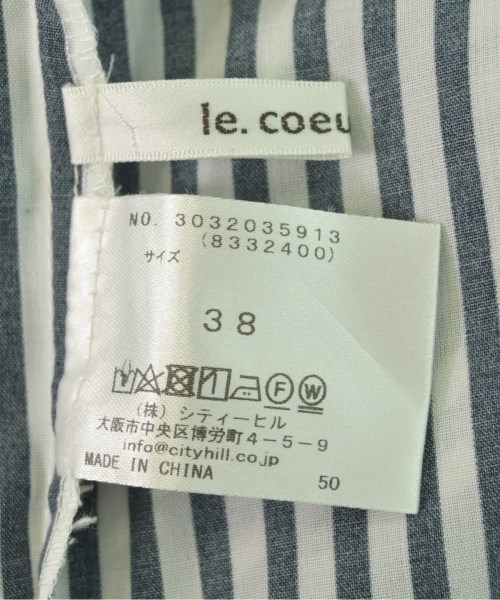 le. coeu
NO. 3032035913
(8332400)
サイズ
38
F W
(株) シティーヒル
大阪市中央区博労町4-5-9
info@cityhill.co.jp
MADE IN CHINA 50